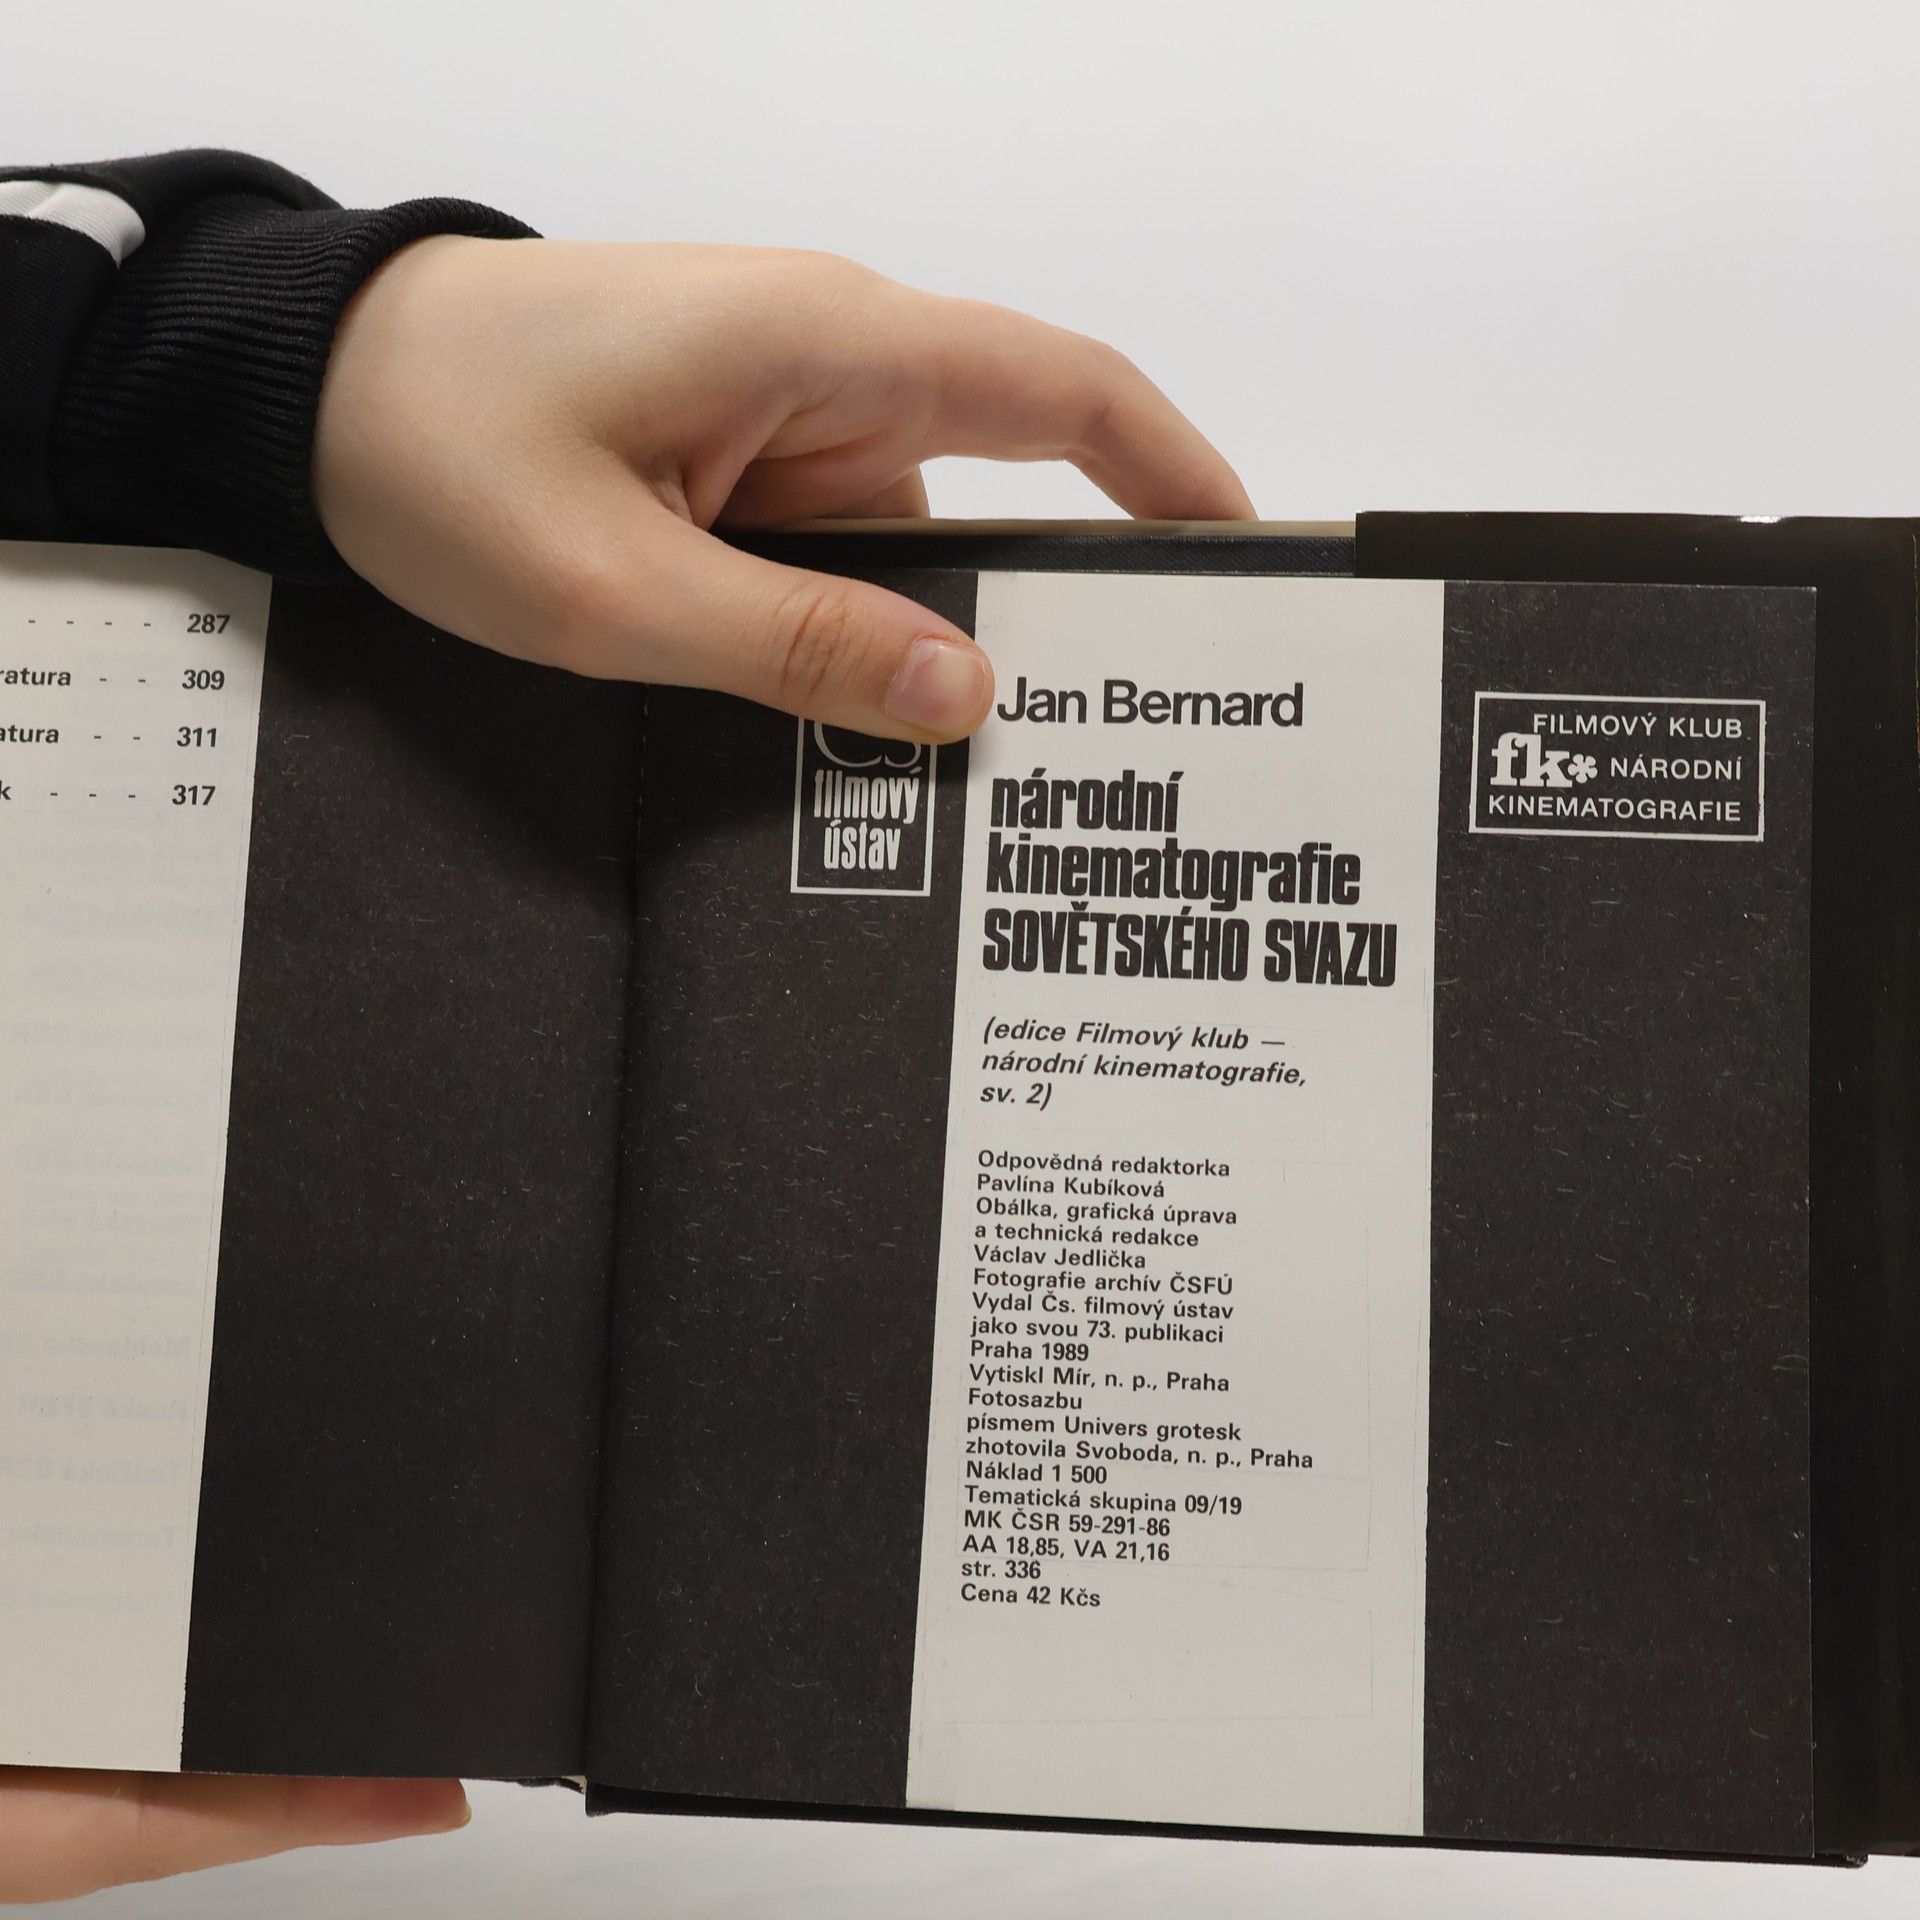 - - - - 287
ratura - - 309
atura - - 311
k - - - 317
čs
filmový
ústav
Jan Bernard
národní
kinematografie
SOVĚTSKÉHO SVAZU
(edice Filmový klub —
národní kinematografie,
sv. 2)
Odpovědná redaktorka
Pavlína Kubíková
Obálka, grafická úprava
a technická redakce
Václav Jedlička
Fotografie archív ČSFÚ
Vydal Čs. filmový ústav
jako svou 73. publikaci
Praha 1989
Vytiskl Mír, n. p., Praha
Fotosazbu
písmem Univers grotesk
zhotovila Svoboda, n. p., Praha
Náklad 1 500
Tematická skupina 09/19
MK ČSR 59-291-86
AA 18,85, VA 21,16
str. 336
Cena 42 Kčs
FILMOVÝ KLUB
fk* NÁRODNÍ
KINEMATOGRAFIE